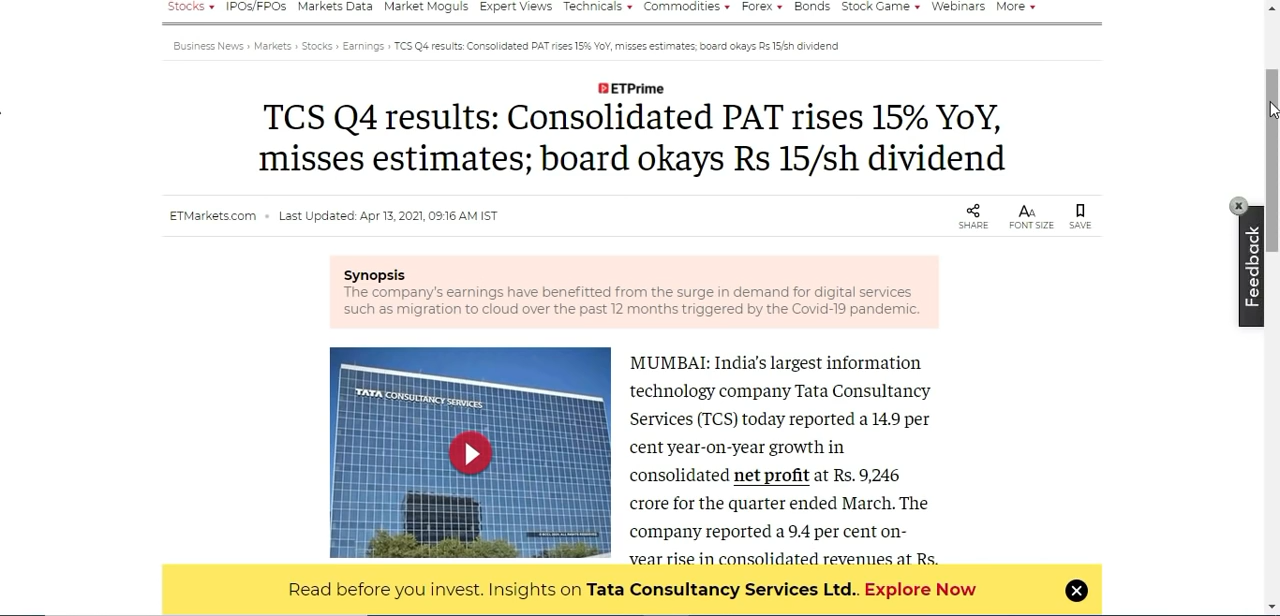 Stocks IPOs/FPOs Markets Data Market Moguls Expert Views Technicals Commodities Forex Bonds Stock Game Webinars More
Business News › Markets › Stocks › Earnings › TCS Q4 results: Consolidated PAT rises 15% YoY, misses estimates; board okays Rs 15/sh dividend
ETPrime
TCS Q4 results: Consolidated PAT rises 15% YoY,
misses estimates; board okays Rs 15/sh dividend
ETMarkets.com • Last Updated: Apr 13, 2021, 09:16 AM IST
SHARE
AA
FONT SIZE
SAVE
x
Feedback
Synopsis
The company's earnings have benefitted from the surge in demand for digital services
such as migration to cloud over the past 12 months triggered by the Covid-19 pandemic.
TATA CONSULTANCY SERVICES
MUMBAI: India's largest information
technology company Tata Consultancy
Services (TCS) today reported a 14.9 per
cent year-on-year growth in
consolidated net profit at Rs. 9,246
crore for the quarter ended March. The
company reported a 9.4 per cent on-
year rise in consolidated revenues at Rs.
Read before you invest. Insights on Tata Consultancy Services Ltd.. Explore Now